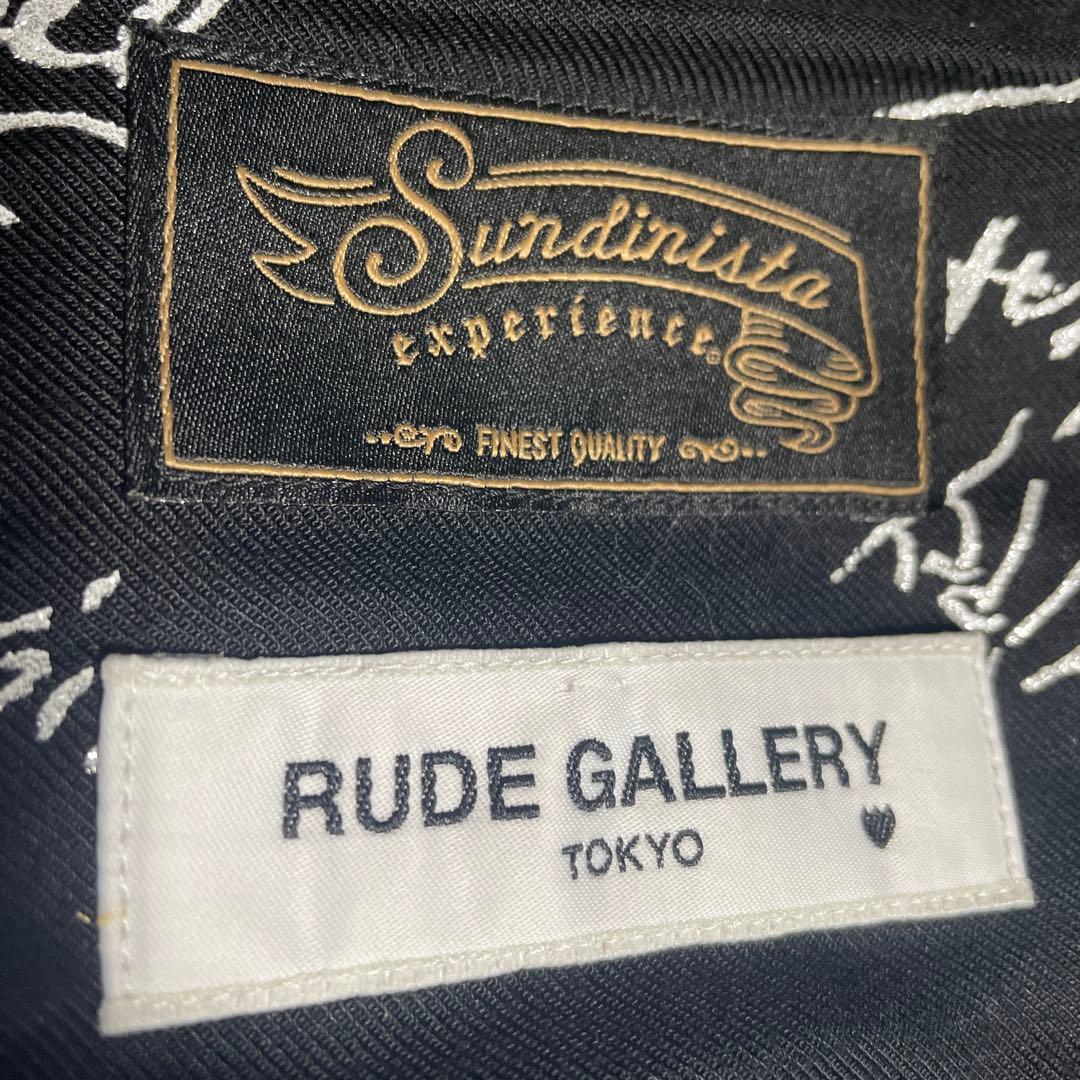 Sundinista
experience®
FINEST QUALITY
RUDE GALLERY
TOKYO